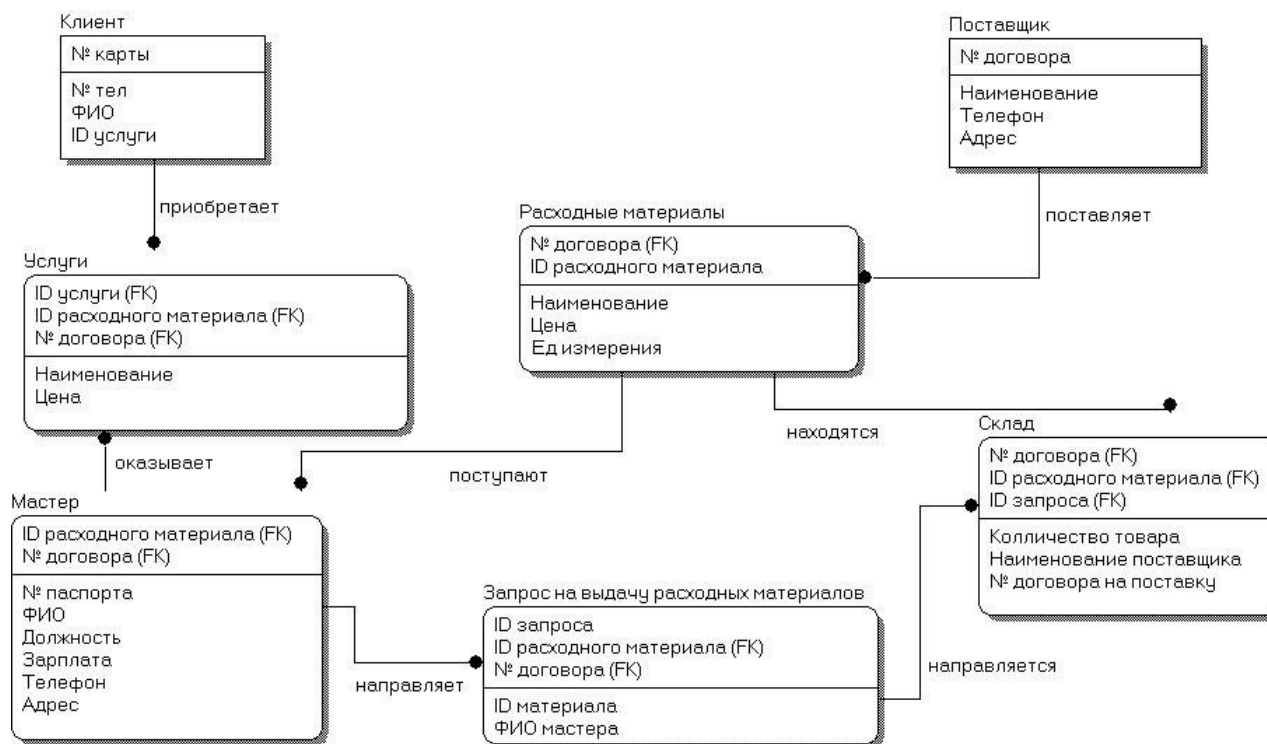 Клиент
№ карты
№ тел
ФИО
ID услуги
приобретает
Поставщик
№ договора
Наименование
Телефон
Адрес
поставляет
Расходные материалы
№ договора (FK)
ID расходного материала
Наименование
Цена
Ед измерения
Услуги
ID услуги (FK)
ID расходного материала (FK)
№ договора (FK)
Наименование
Цена
оказывает
поступают
находятся
Склад
№ договора (FK)
ID расходного материала (FK)
ID запроса (FK)
Колличество товара
Наименование поставщика
№ договора на поставку
Мастер
ID расходного материала (FK)
№ договора (FK)
№ паспорта
ФИО
Должность
Зарплата
Телефон
Адрес
направляет
Запрос на выдачу расходных материалов
ID запроса
ID расходного материала (FK)
№ договора (FK)
ID материала
ФИО мастера
направляется